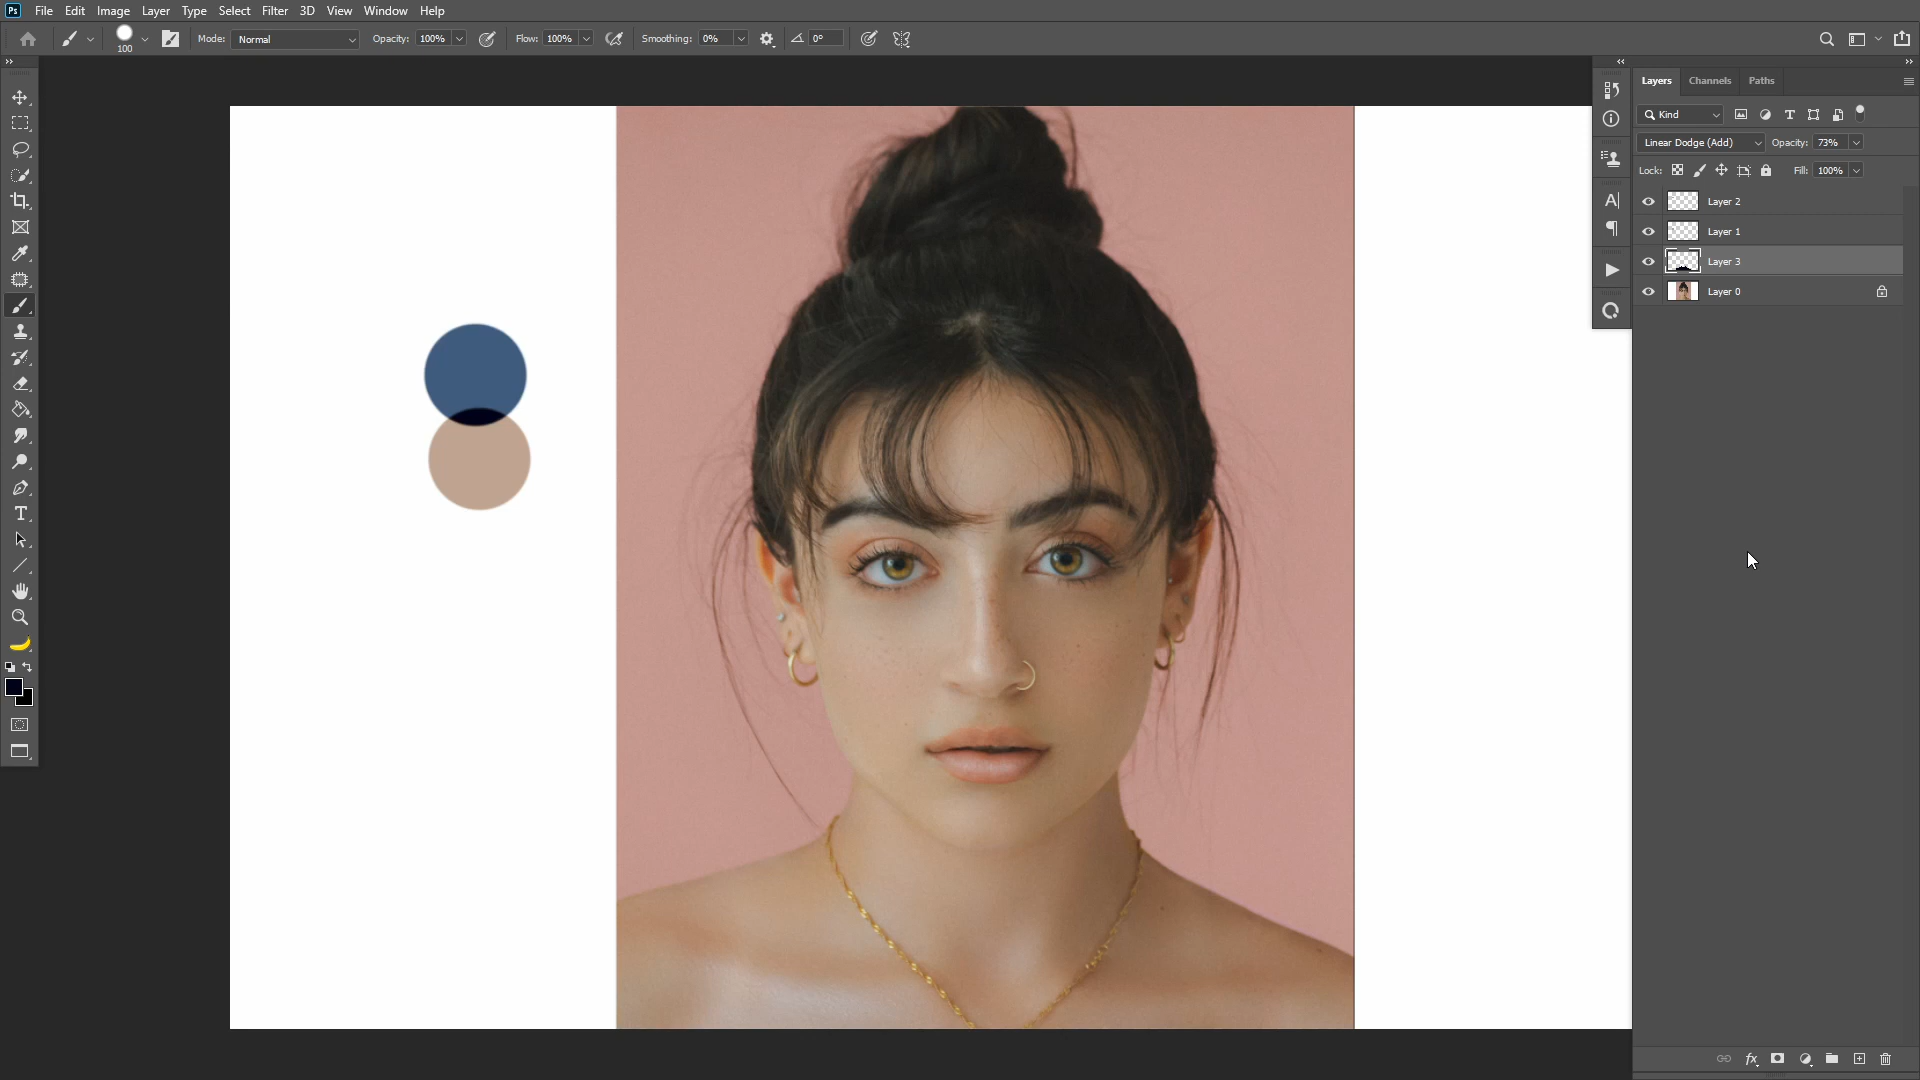 Ps File Edit Image Layer Type Select Filter 3D View Window Help
100 Mode: Normal Opacity: 100% Flow: 100% Smoothing: 0% 0°
Layers Channels Paths
Kind
Linear Dodge (Add) Opacity: 73%
Lock: Fill: 100%
Layer 2
Layer 1
Layer 3
Layer 0